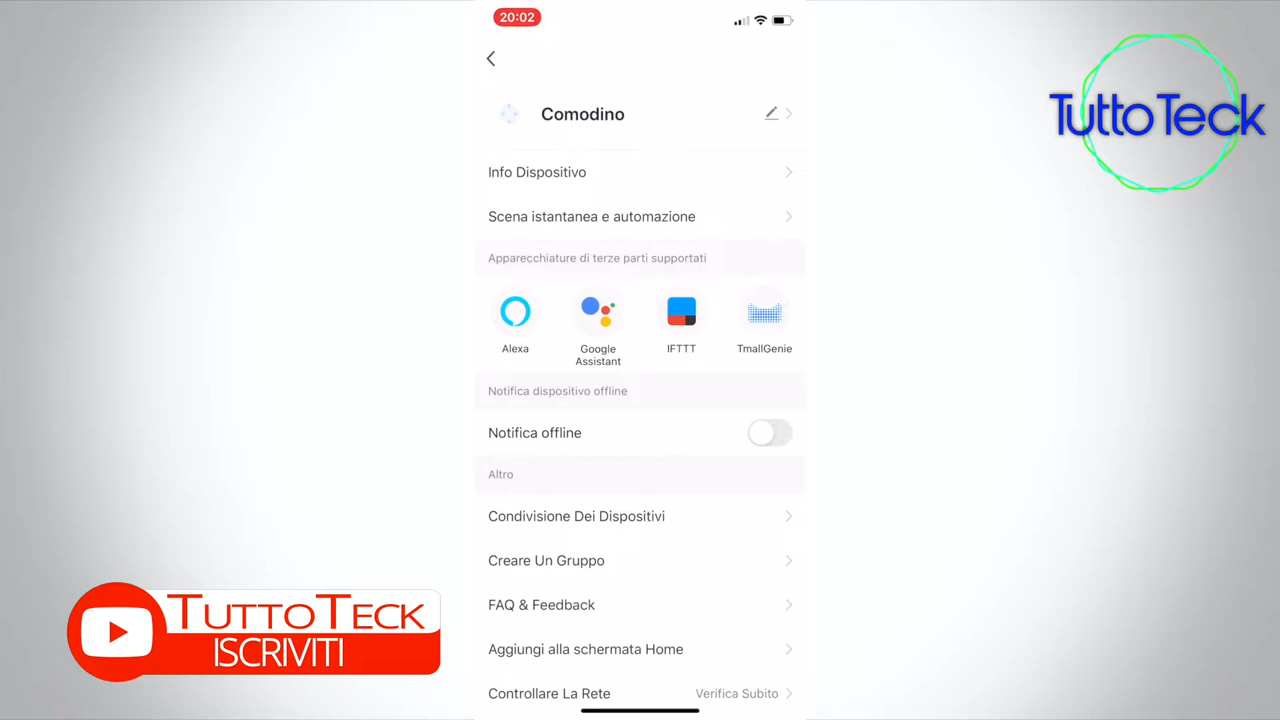 20:02
TuttoTeck
Comodino
Info Dispositivo
Scena istantanea e automazione
Apparecchiature di terze parti supportati
Alexa
Google Assistant
IFTTT
TmallGenie
Notifica dispositivo offline
Notifica offline
Altro
Condivisione Dei Dispositivi
Creare Un Gruppo
FAQ & Feedback
Aggiungi alla schermata Home
Controllare La Rete Verifica Subito
TUTTOTECK
ISCRIVITI